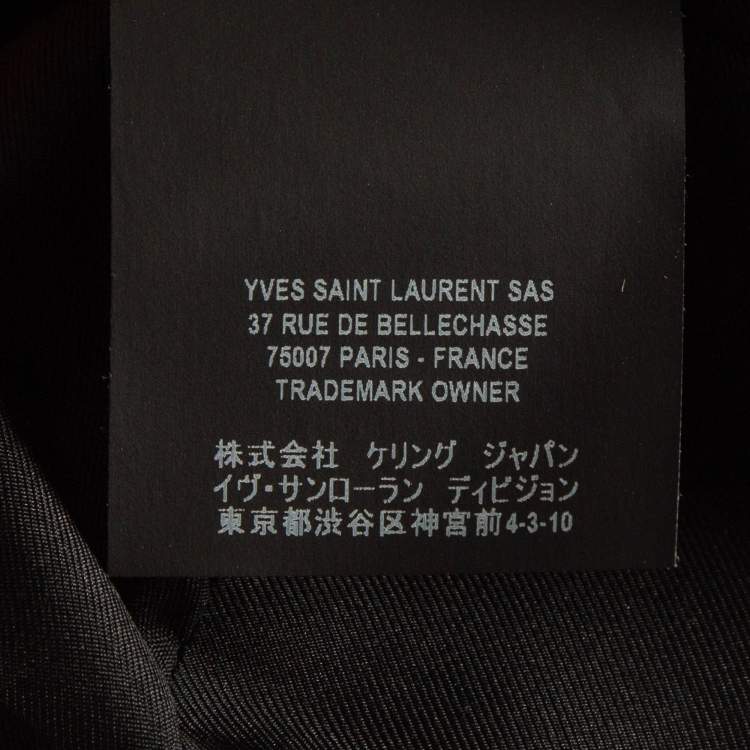 YVES SAINT LAURENT SAS
37 RUE DE BELLECHASSE
75007 PARIS - FRANCE
TRADEMARK OWNER
株式会社 ケリング ジャパン
イヴ・サンローラン ディビジョン
東京都渋谷区神宮前4-3-10